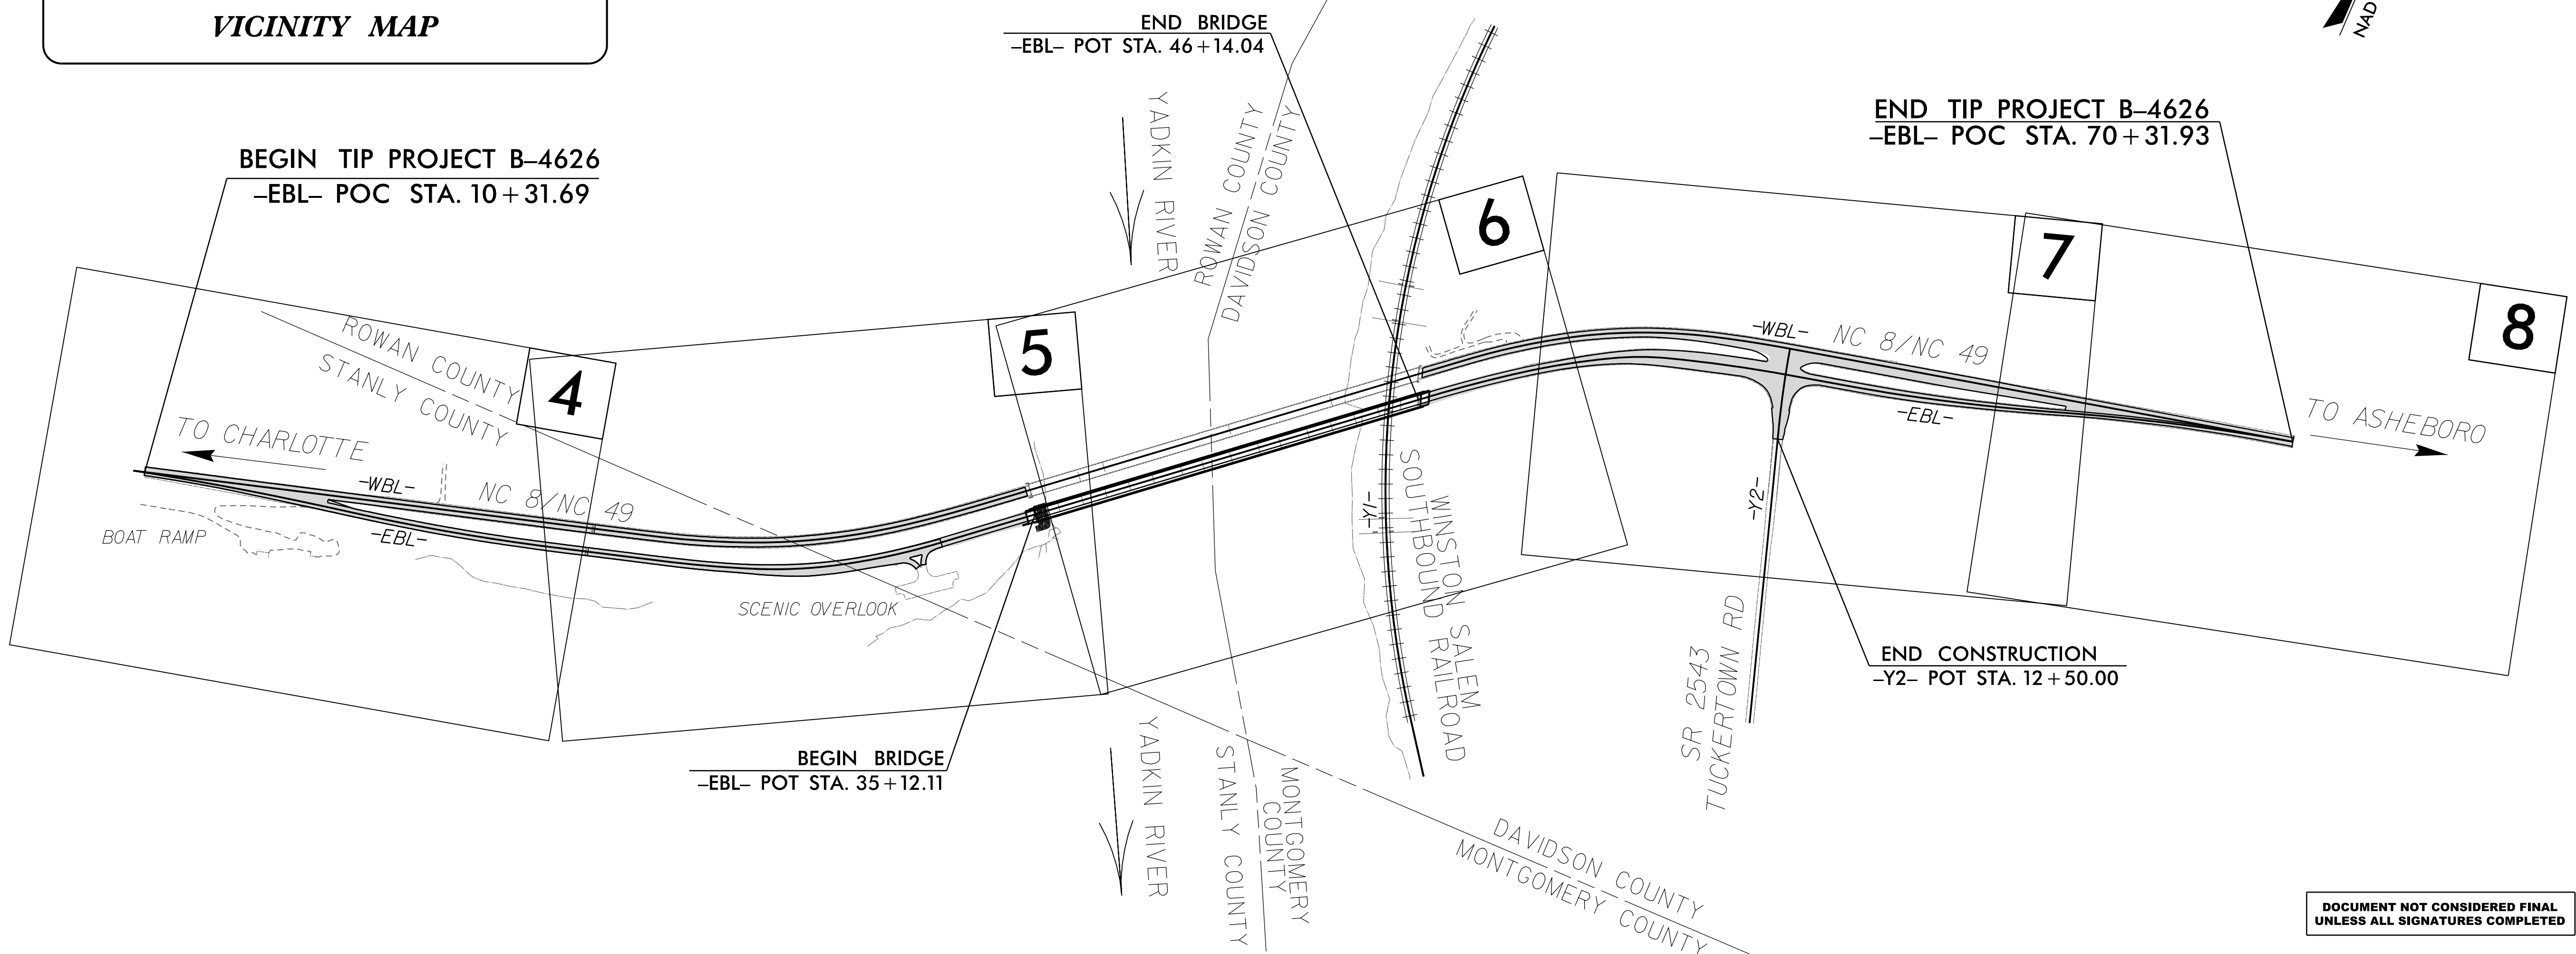 VICINITY MAP
END BRIDGE
–EBL– POT STA. 46+14.04
NAD
BEGIN TIP PROJECT B–4626
–EBL– POC STA. 10+31.69
END TIP PROJECT B–4626
–EBL– POC STA. 70+31.93
YADKIN RIVER
ROWAN COUNTY
DAVIDSON COUNTY
6
7
8
5
4
ROWAN COUNTY
STANLY COUNTY
TO CHARLOTTE
-WBL-
NC 8/NC 49
-EBL-
BOAT RAMP
SCENIC OVERLOOK
-WBL-
NC 8/NC 49
-EBL-
TO ASHEBORO
-Y1-
WINSTON SALEM
SOUTHBOUND RAILROAD
-Y2-
SR 2543
TUCKERTOWN RD
END CONSTRUCTION
–Y2– POT STA. 12+50.00
BEGIN BRIDGE
–EBL– POT STA. 35+12.11
YADKIN RIVER
STANLY COUNTY
MONTGOMERY
COUNTY
DAVIDSON COUNTY
MONTGOMERY COUNTY
DOCUMENT NOT CONSIDERED FINAL
UNLESS ALL SIGNATURES COMPLETED